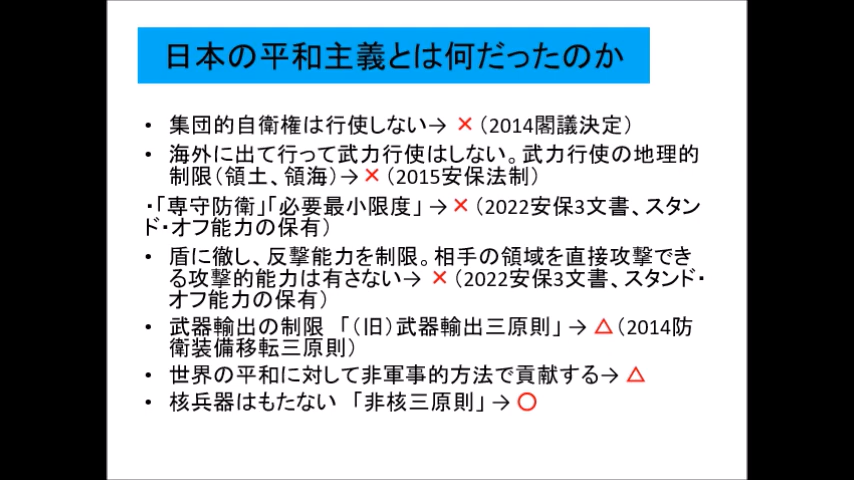 日本の平和主義とは何だったのか
• 集団的自衛権は行使しない→ ×（2014閣議決定）
• 海外に出て行って武力行使はしない。武力行使の地理的
制限（領土、領海）→ ×（2015安保法制）
・「専守防衛」「必要最小限度」 → ×（2022安保3文書、スタン
ド・オフ能力の保有）
• 盾に徹し、反撃能力を制限。相手の領域を直接攻撃でき
る攻撃的能力は有さない→ ×（2022安保3文書、スタンド・
オフ能力の保有）
• 武器輸出の制限 「（旧）武器輸出三原則」 → △（2014防
衛装備移転三原則）
• 世界の平和に対して非軍事的方法で貢献する→ △
• 核兵器はもたない 「非核三原則」 → ○